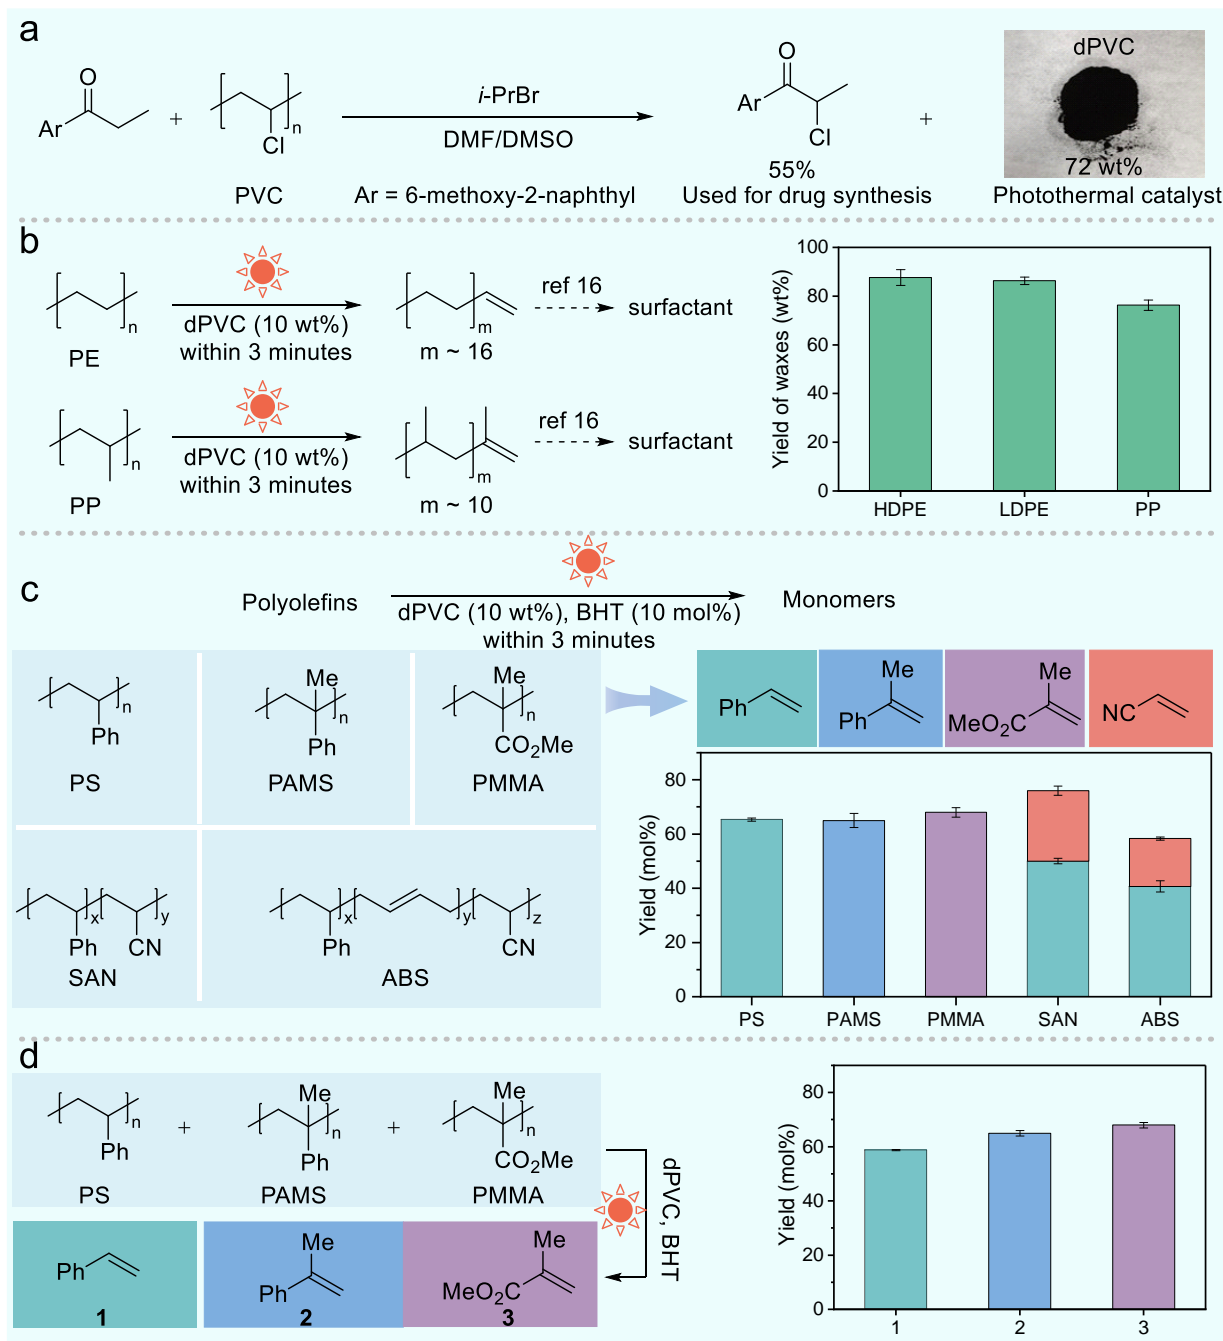 a
O
Ar
+
n
Cl
PVC
i-PrBr
DMF/DMSO
Ar = 6-methoxy-2-naphthyl
O
Ar
Cl
55%
Used for drug synthesis
+
dPVC
72 wt%
Photothermal catalyst
b
n
PE
dPVC (10 wt%)
within 3 minutes
m
m ~ 16
ref 16
surfactant
n
PP
dPVC (10 wt%)
within 3 minutes
m
m ~ 10
ref 16
surfactant
Yield of waxes (wt%)
100
80
60
40
20
0
HDPE LDPE PP
c
Polyolefins
dPVC (10 wt%), BHT (10 mol%)
within 3 minutes
Monomers
n
Ph
PS
Me
n
Ph
PAMS
Me
n
CO2Me
PMMA
x y
Ph CN
SAN
x y z
Ph CN
ABS
Ph
Me
Ph
Me
MeO2C
NC
Yield (mol%)
80
60
40
20
0
PS PAMS PMMA SAN ABS
d
n
Ph
PS
+
Me
n
Ph
PAMS
+
Me
n
CO2Me
PMMA
dPVC, BHT
Ph
1
Me
Ph
2
Me
MeO2C
3
Yield (mol%)
80
60
40
20
0
1 2 3